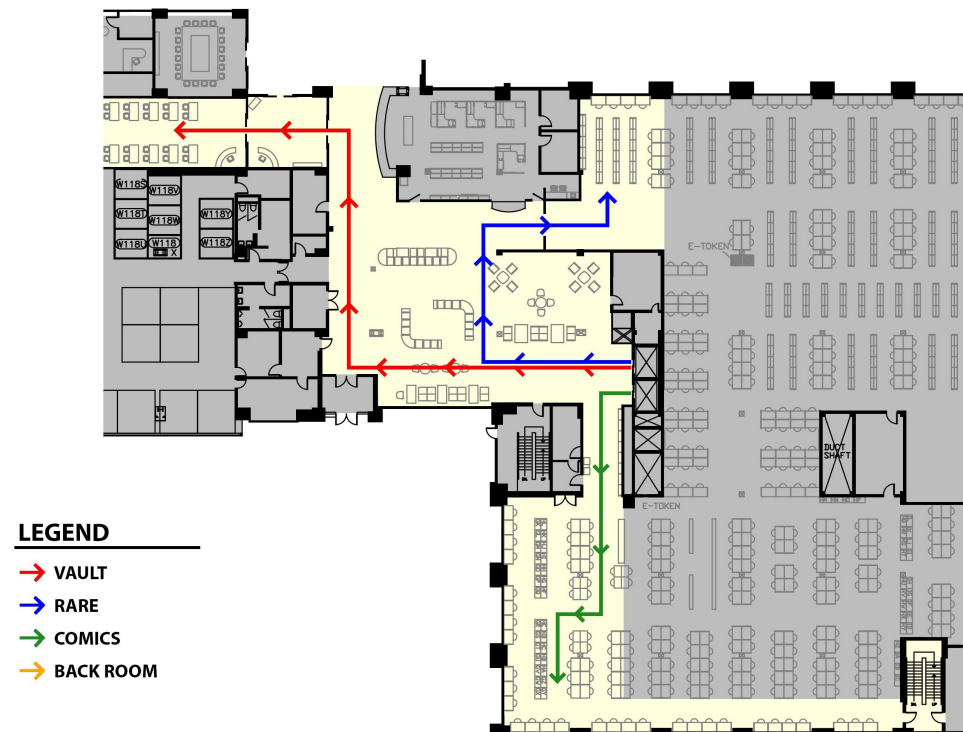 W118S
W118V
W118T
W118W
W118Y
W118U
W118
X
W118Z
E-TOKEN
DUCT
SHAFT
E-TOKEN
LEGEND
VAULT
RARE
COMICS
BACK ROOM